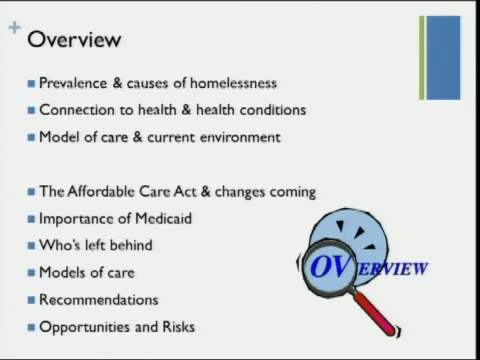 +
Overview
Prevalence & causes of homelessness
Connection to health & health conditions
Model of care & current environment
The Affordable Care Act & changes coming
Importance of Medicaid
Who's left behind
Models of care
Recommendations
Opportunities and Risks
OVERVIEW